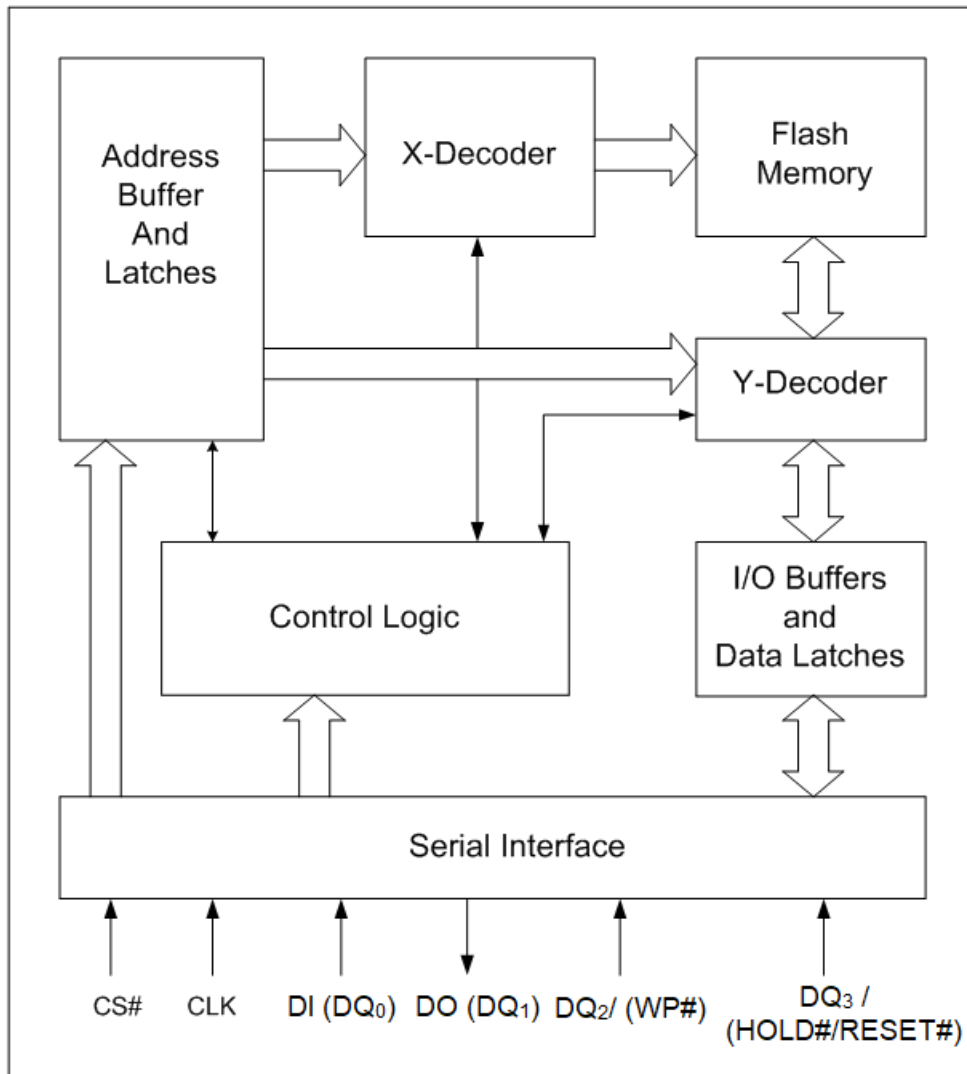 Address
Buffer
And
Latches
X-Decoder
Flash
Memory
Y-Decoder
Control Logic
I/O Buffers
and
Data Latches
Serial Interface
CS#
CLK
DI (DQ₀)
DO (DQ₁)
DQ₂/ (WP#)
DQ₃ /
(HOLD#/RESET#)